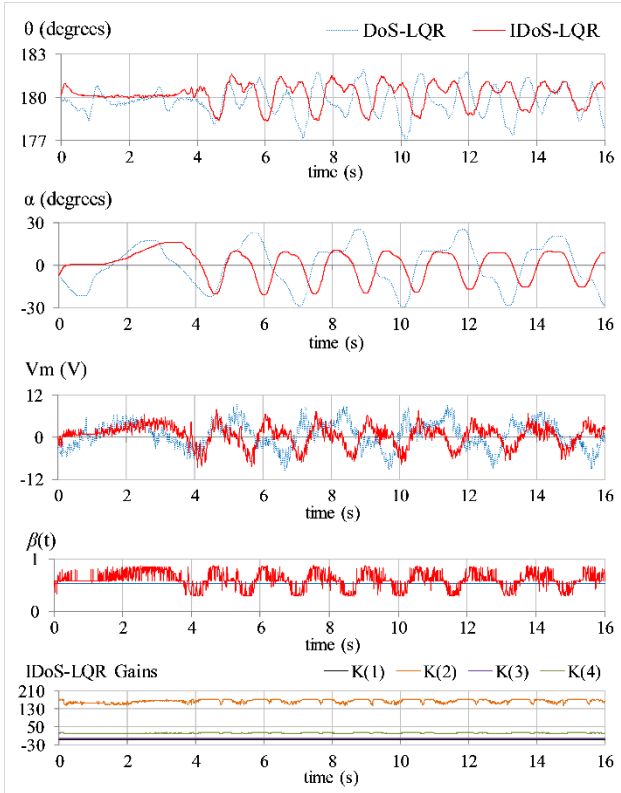 θ (degrees)
DoS-LQR IDoS-LQR
183
180
177
0 2 4 6 8 10 12 14 16
time (s)
α (degrees)
30
0
-30
0 2 4 6 8 10 12 14 16
time (s)
Vm (V)
12
0
-12
0 2 4 6 8 10 12 14 16
time (s)
β(t)
1
0
0 2 4 6 8 10 12 14 16
time (s)
IDoS-LQR Gains K(1) K(2) K(3) K(4)
210
130
50
-30
0 2 4 6 8 10 12 14 16
time (s)